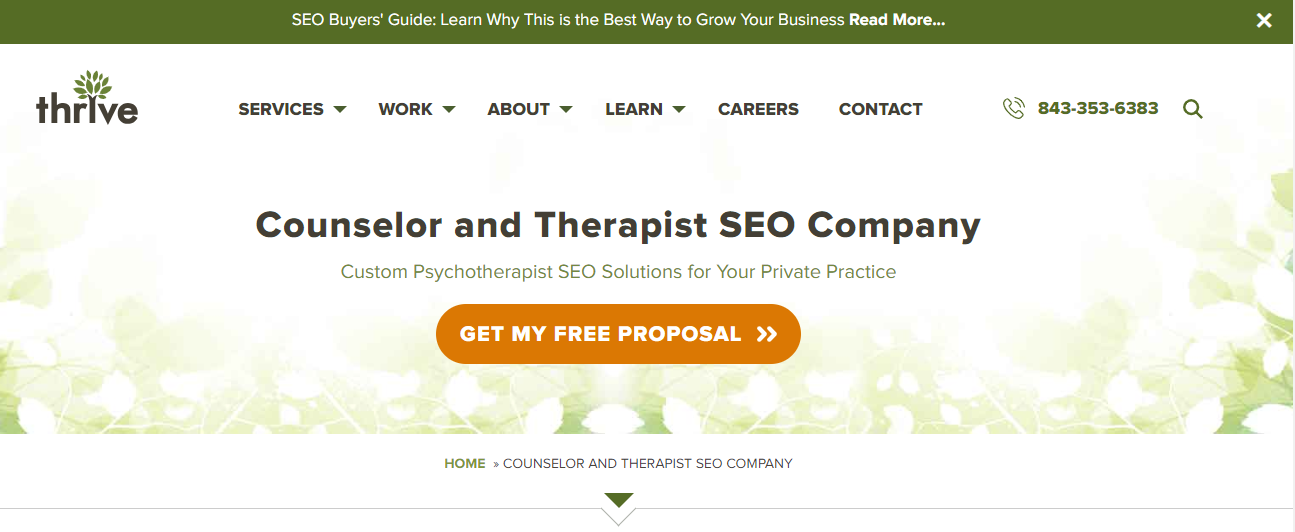 SEO Buyers' Guide: Learn Why This is the Best Way to Grow Your Business Read More...
thrive
SERVICES WORK ABOUT LEARN CAREERS CONTACT 843-353-6383
Counselor and Therapist SEO Company
Custom Psychotherapist SEO Solutions for Your Private Practice
GET MY FREE PROPOSAL »
HOME » COUNSELOR AND THERAPIST SEO COMPANY